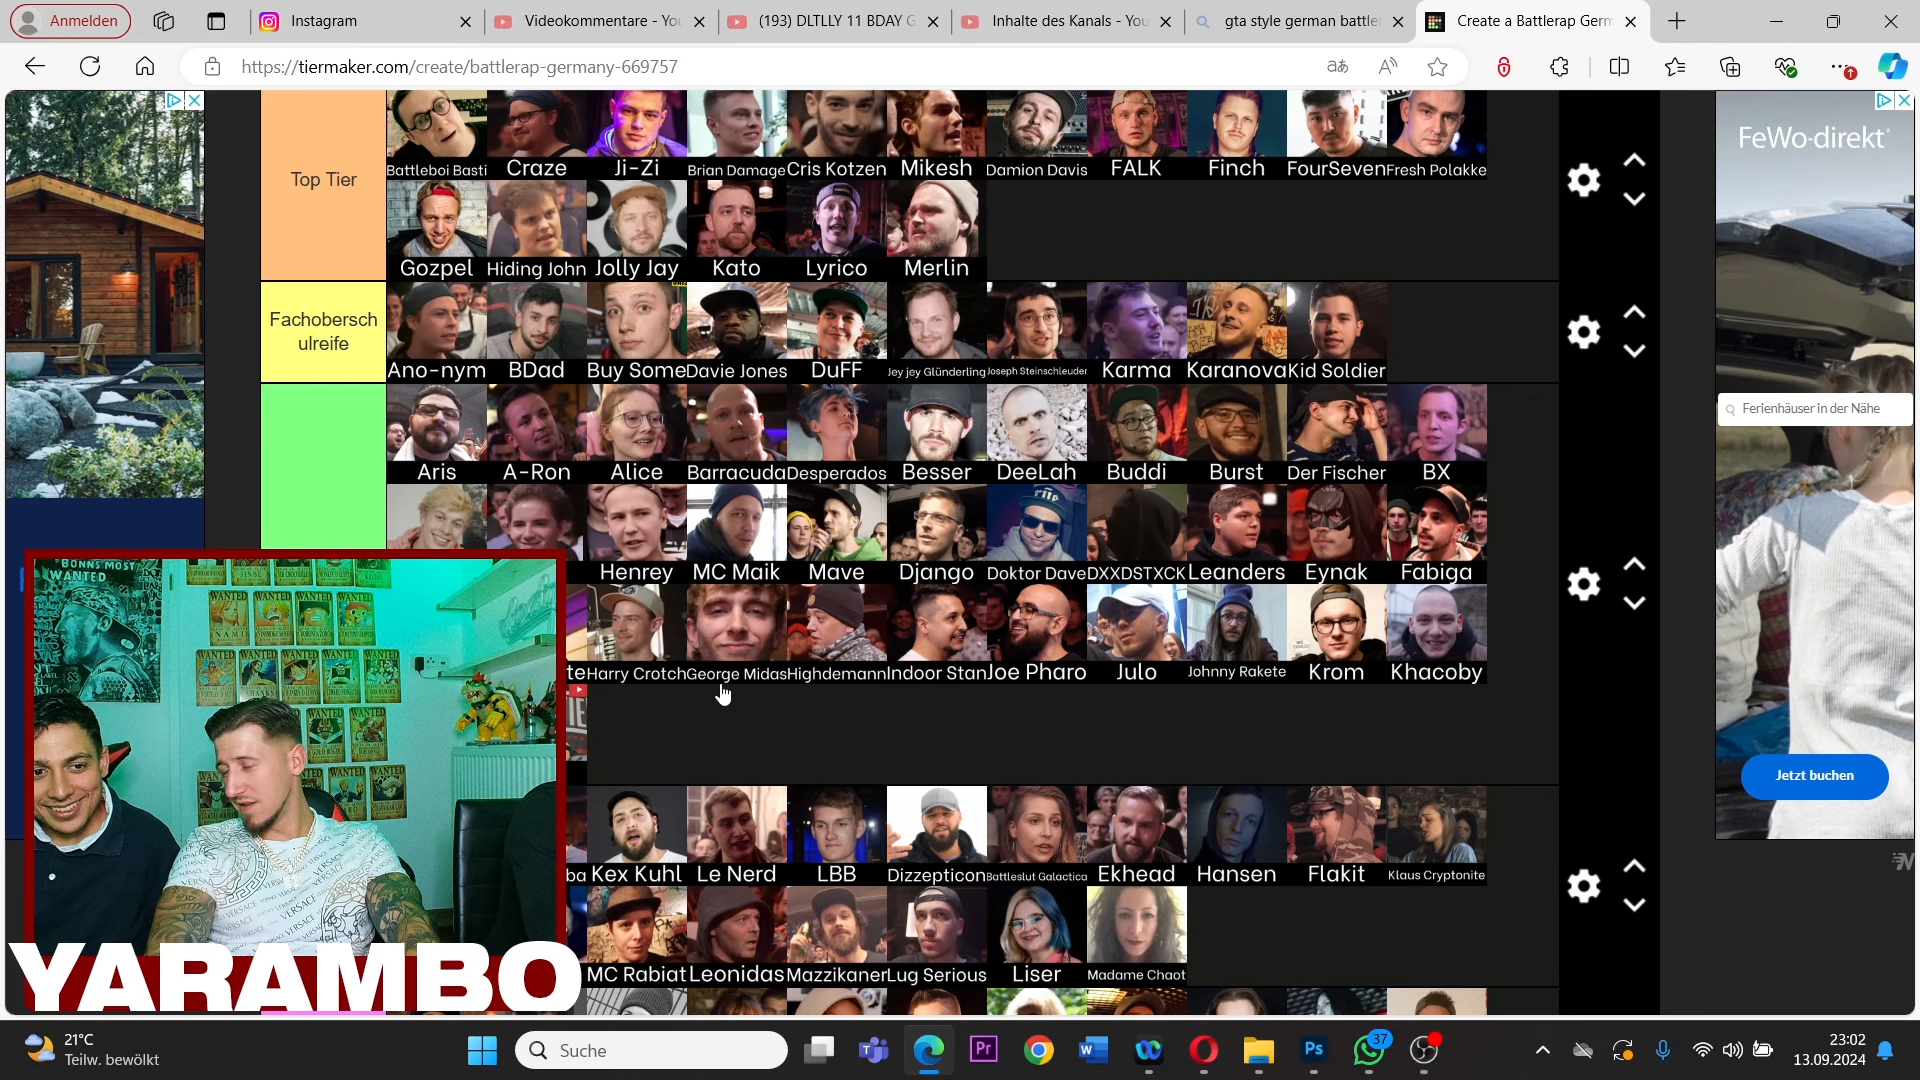 Anmelden
Instagram
Videokommentare - You
(193) DLTLLY 11 BDAY G
Inhalte des Kanals - You
gta style german battler
Create a Battlerap Germ
https://tiermaker.com/create/battlerap-germany-669757
FeWo-direkt
Top Tier
Battleboi Basti Craze Ji-Zi Brian Damage Cris Kotzen Mikesh Damion Davis FALK Finch FourSeven Fresh Polakke
Gozpel Hiding John Jolly Jay Kato Lyrico Merlin
Fachobersch
ulreife
Ano-nym BDad Buy Some Davie Jones DuFF Jey jey Glünderling Joseph Steinschleuder Karma Karanova Kid Soldier
Ferienhäuser in der Nähe
Aris A-Ron Alice Barracuda Desperados Besser DeeLah Buddi Burst Der Fischer BX
Henrey MC Maik Mave Django Doktor Dave DXXDSTXCK Leanders Eynak Fabiga
te Harry Crotch George Midas Highdemann Indoor Stan Joe Pharo Julo Johnny Rakete Krom Khacoby
Jetzt buchen
BONNS MOST
WANTED
WANTED
ba Kex Kuhl Le Nerd LBB Dizzepticon Battleslut Galactica Ekhead Hansen Flakit Klaus Cryptonite
MC Rabiat Leonidas Mazzikaner Lug Serious Liser Madame Chaot
YARAMBO
21°C
Teilw. bewölkt
Suche
37
23:02
13.09.2024